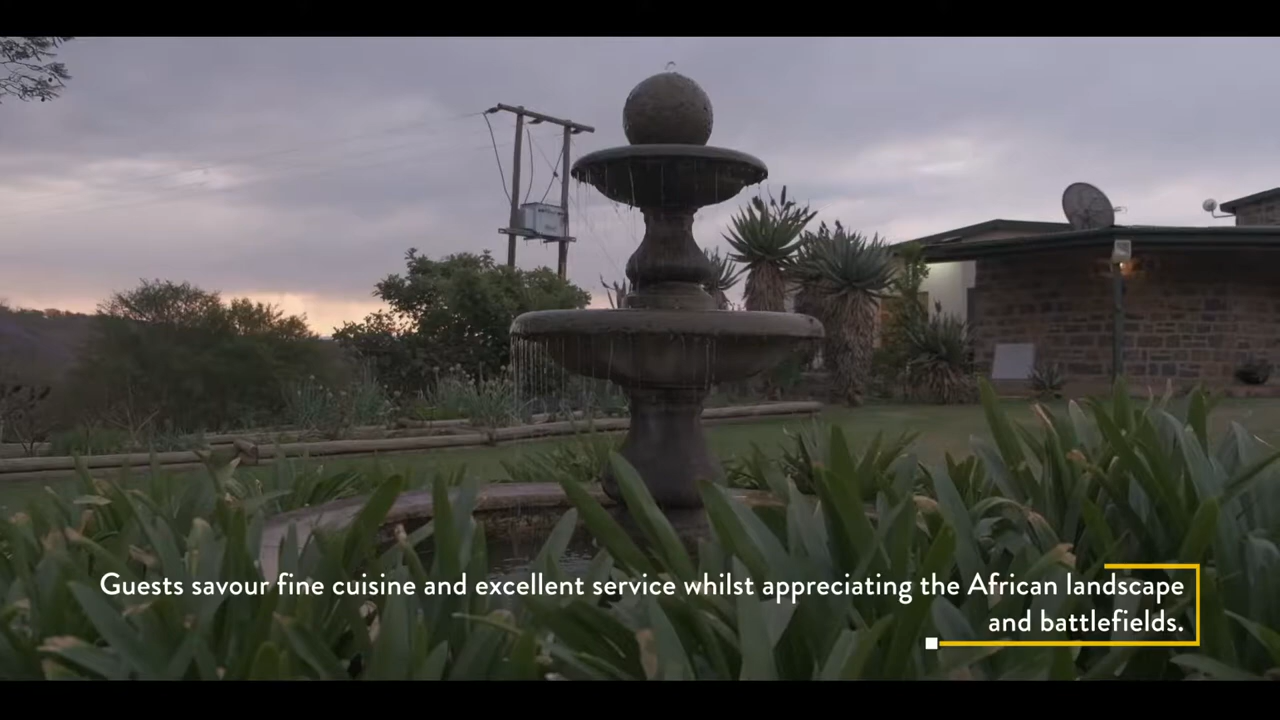 Guests savour fine cuisine and excellent service whilst appreciating the African landscape
and battlefields.